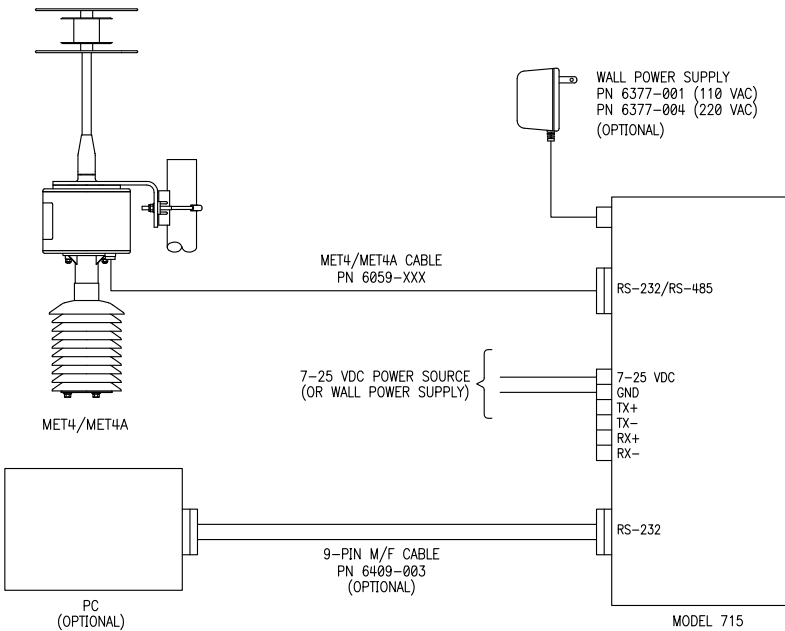 WALL POWER SUPPLY
PN 6377-001 (110 VAC)
PN 6377-004 (220 VAC)
(OPTIONAL)
MET4/MET4A CABLE
PN 6059-XXX
RS-232/RS-485
7-25 VDC POWER SOURCE
(OR WALL POWER SUPPLY)
7-25 VDC
GND
TX+
TX-
RX+
RX-
MET4/MET4A
RS-232
9-PIN M/F CABLE
PN 6409-003
(OPTIONAL)
PC
(OPTIONAL)
MODEL 715